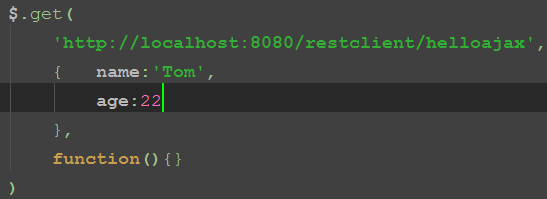 $.get(
'http://localhost:8080/restclient/helloajax',
{ name:'Tom',
age:22
},
function(){}
)